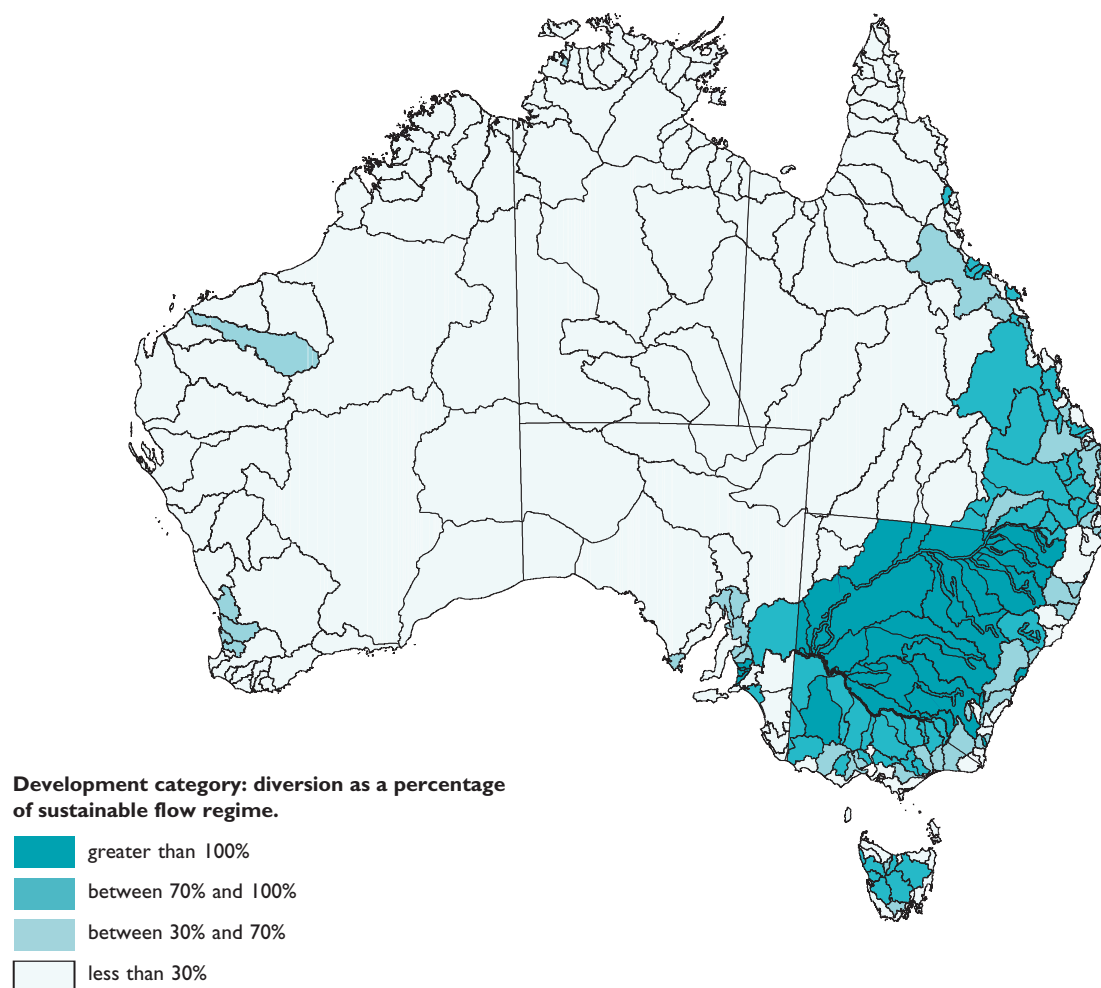 Development category: diversion as a percentage
of sustainable flow regime.
greater than 100%
between 70% and 100%
between 30% and 70%
less than 30%